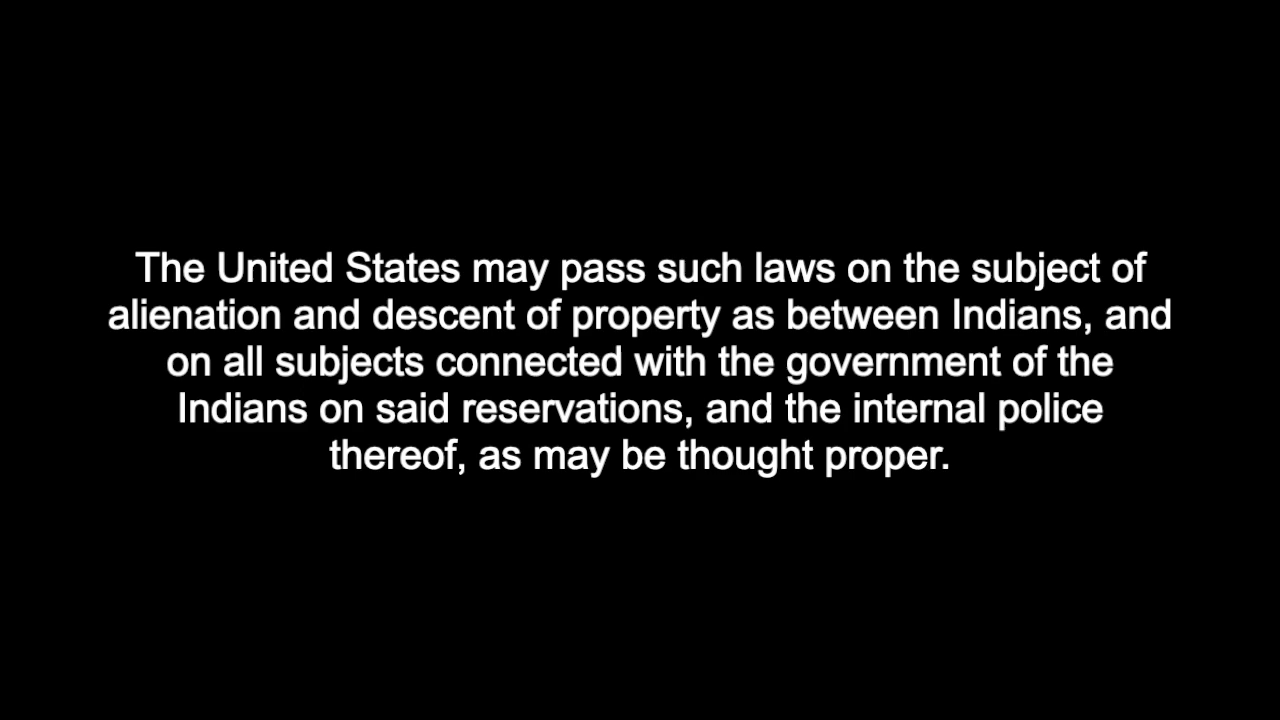 The United States may pass such laws on the subject of
alienation and descent of property as between Indians, and
on all subjects connected with the government of the
Indians on said reservations, and the internal police
thereof, as may be thought proper.